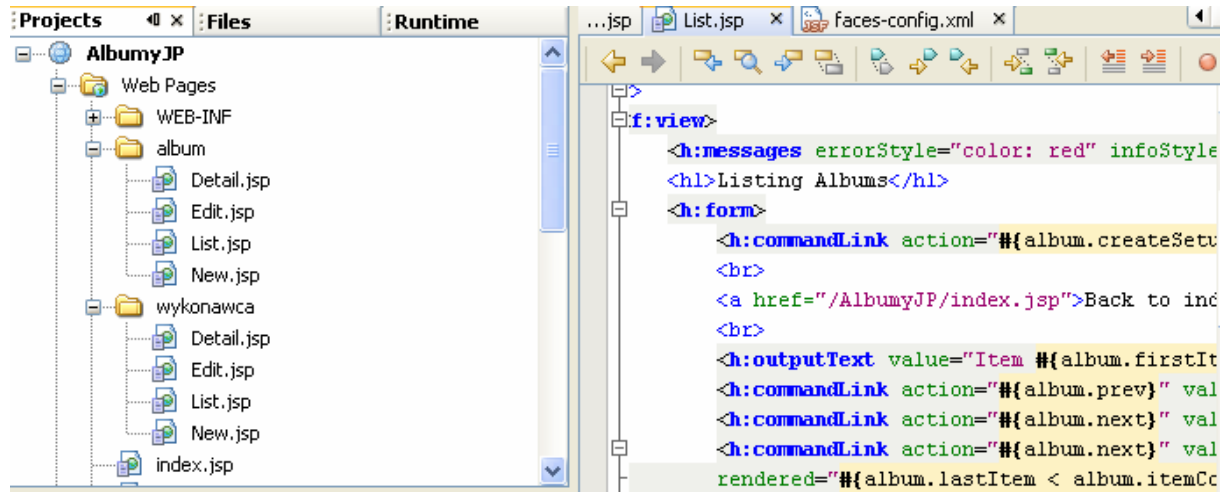 Projects Files Runtime
AlbumyJP
Web Pages
WEB-INF
album
Detail.jsp
Edit.jsp
List.jsp
New.jsp
wykonawca
Detail.jsp
Edit.jsp
List.jsp
New.jsp
index.jsp
...jsp List.jsp faces-config.xml
>
f:view>
<h:messages errorStyle="color: red" infoStyle
<h1>Listing Albums</h1>
<h:form>
<h:commandLink action="#{album.createSetu
<br>
<a href="/AlbumyJP/index.jsp">Back to ind
<br>
<h:outputText value="Item #{album.firstIt
<h:commandLink action="#{album.prev}" val
<h:commandLink action="#{album.next}" val
<h:commandLink action="#{album.next}" val
rendered="#{album.lastItem < album.itemCo